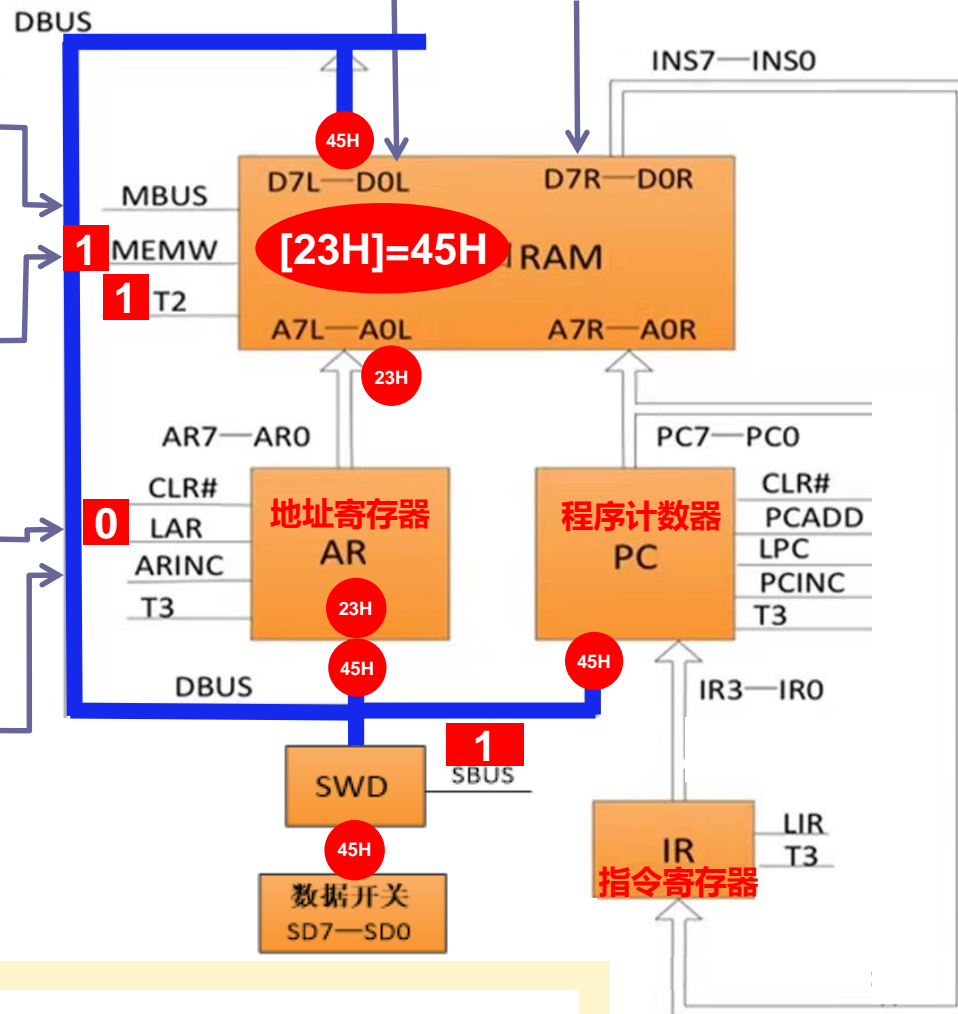 DBUS
INS7—INS0
45H
D7L—D0L
D7R—D0R
MBUS
1
MEMW
[23H]=45H
RAM
1
T2
A7L—A0L
A7R—A0R
23H
AR7—AR0
PC7—PC0
CLR#
0
LAR
ARINC
T3
地址寄存器
AR
23H
程序计数器
PC
CLR#
PCADD
LPC
PCINC
T3
45H
45H
DBUS
IR3—IR0
1
SBUS
SWD
45H
数据开关
SD7—SD0
IR
指令寄存器
LIR
T3